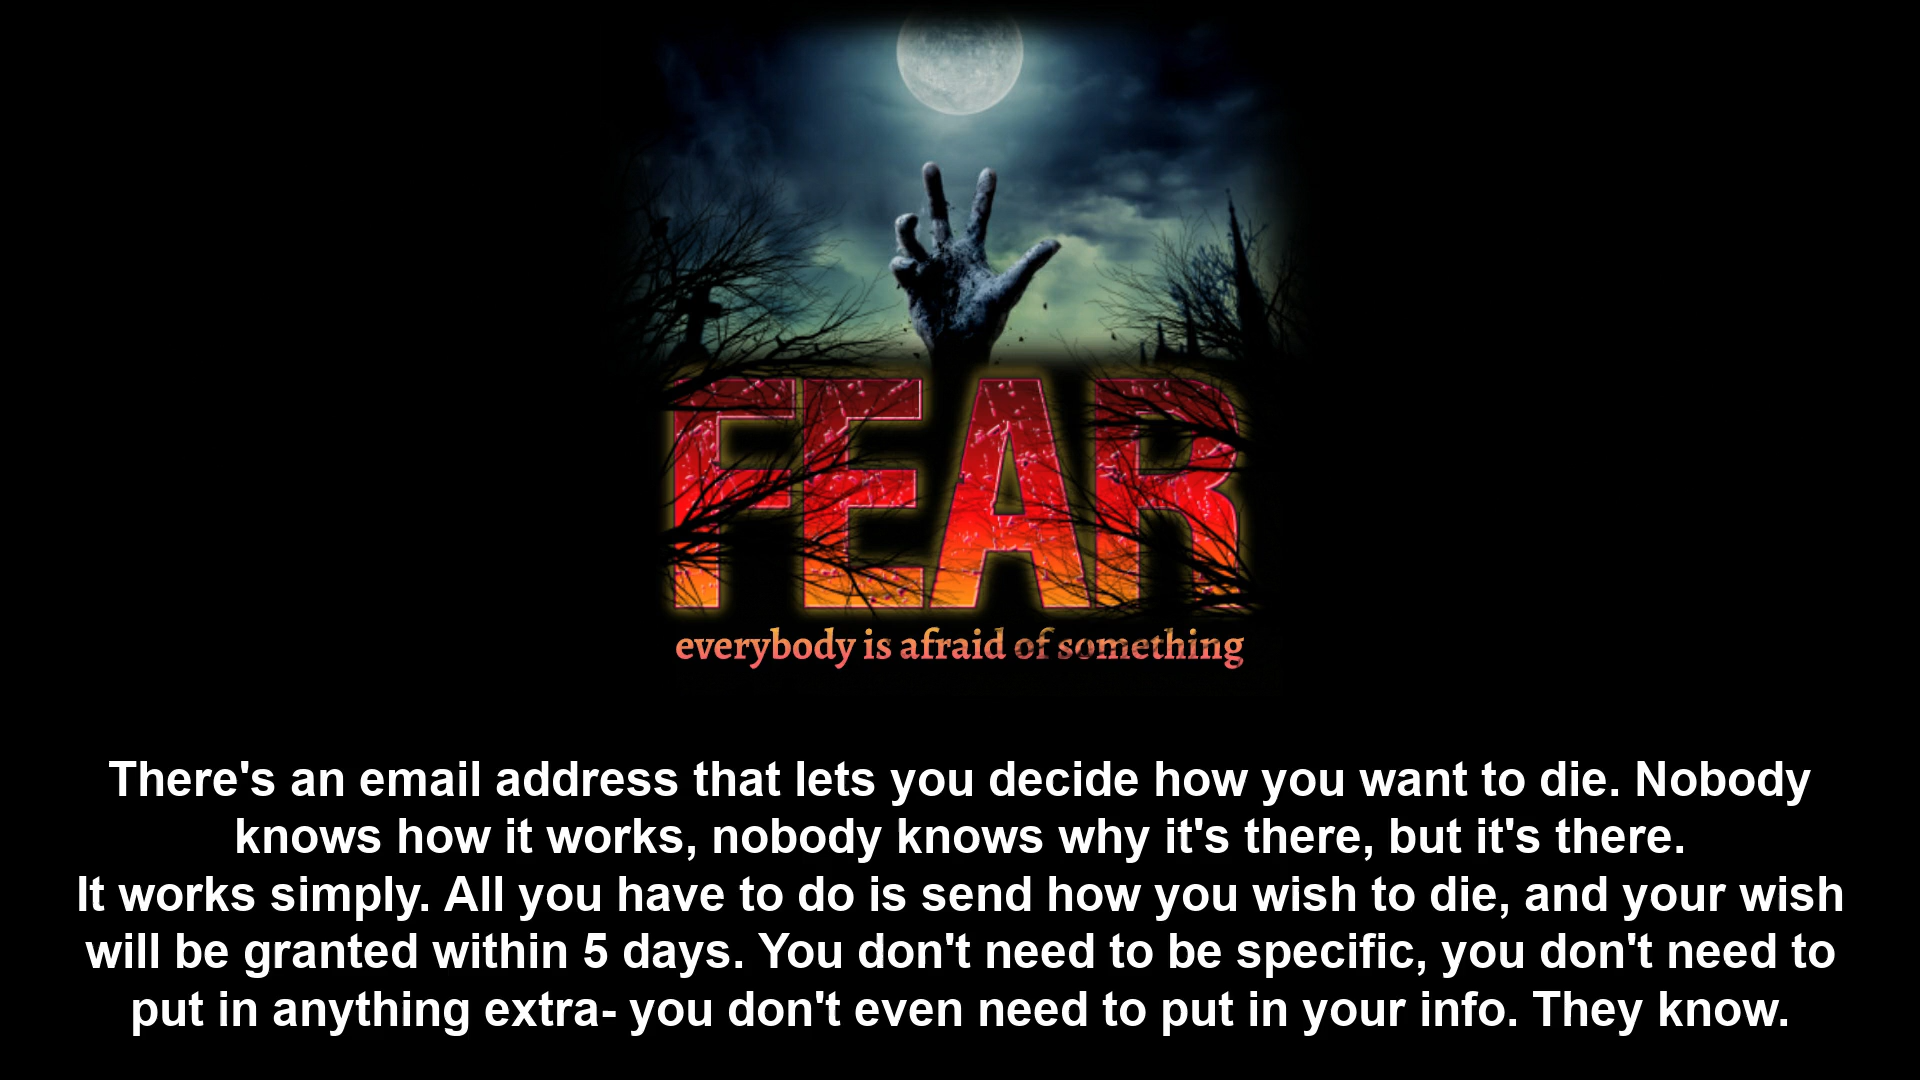 FEAR
everybody is afraid of something
There's an email address that lets you decide how you want to die. Nobody
knows how it works, nobody knows why it's there, but it's there.
It works simply. All you have to do is send how you wish to die, and your wish
will be granted within 5 days. You don't need to be specific, you don't need to
put in anything extra- you don't even need to put in your info. They know.